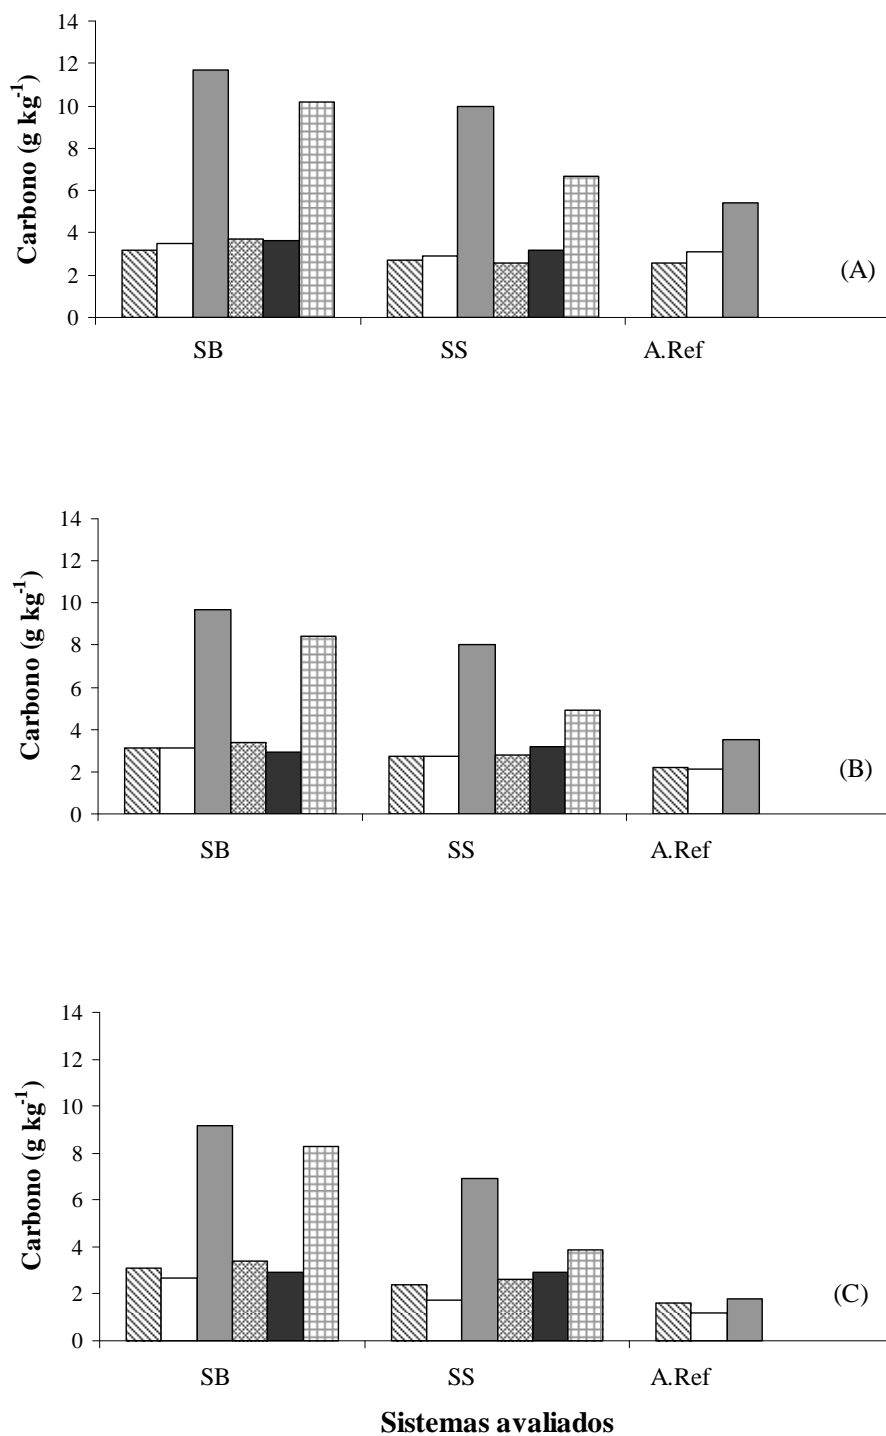 14
12
10
8
6
4
2
0
Carbono (g kg⁻¹)
(A)
SB SS A.Ref
14
12
10
8
6
4
2
0
Carbono (g kg⁻¹)
(B)
SB SS A.Ref
14
12
10
8
6
4
2
0
Carbono (g kg⁻¹)
(C)
SB SS A.Ref
Sistemas avaliados